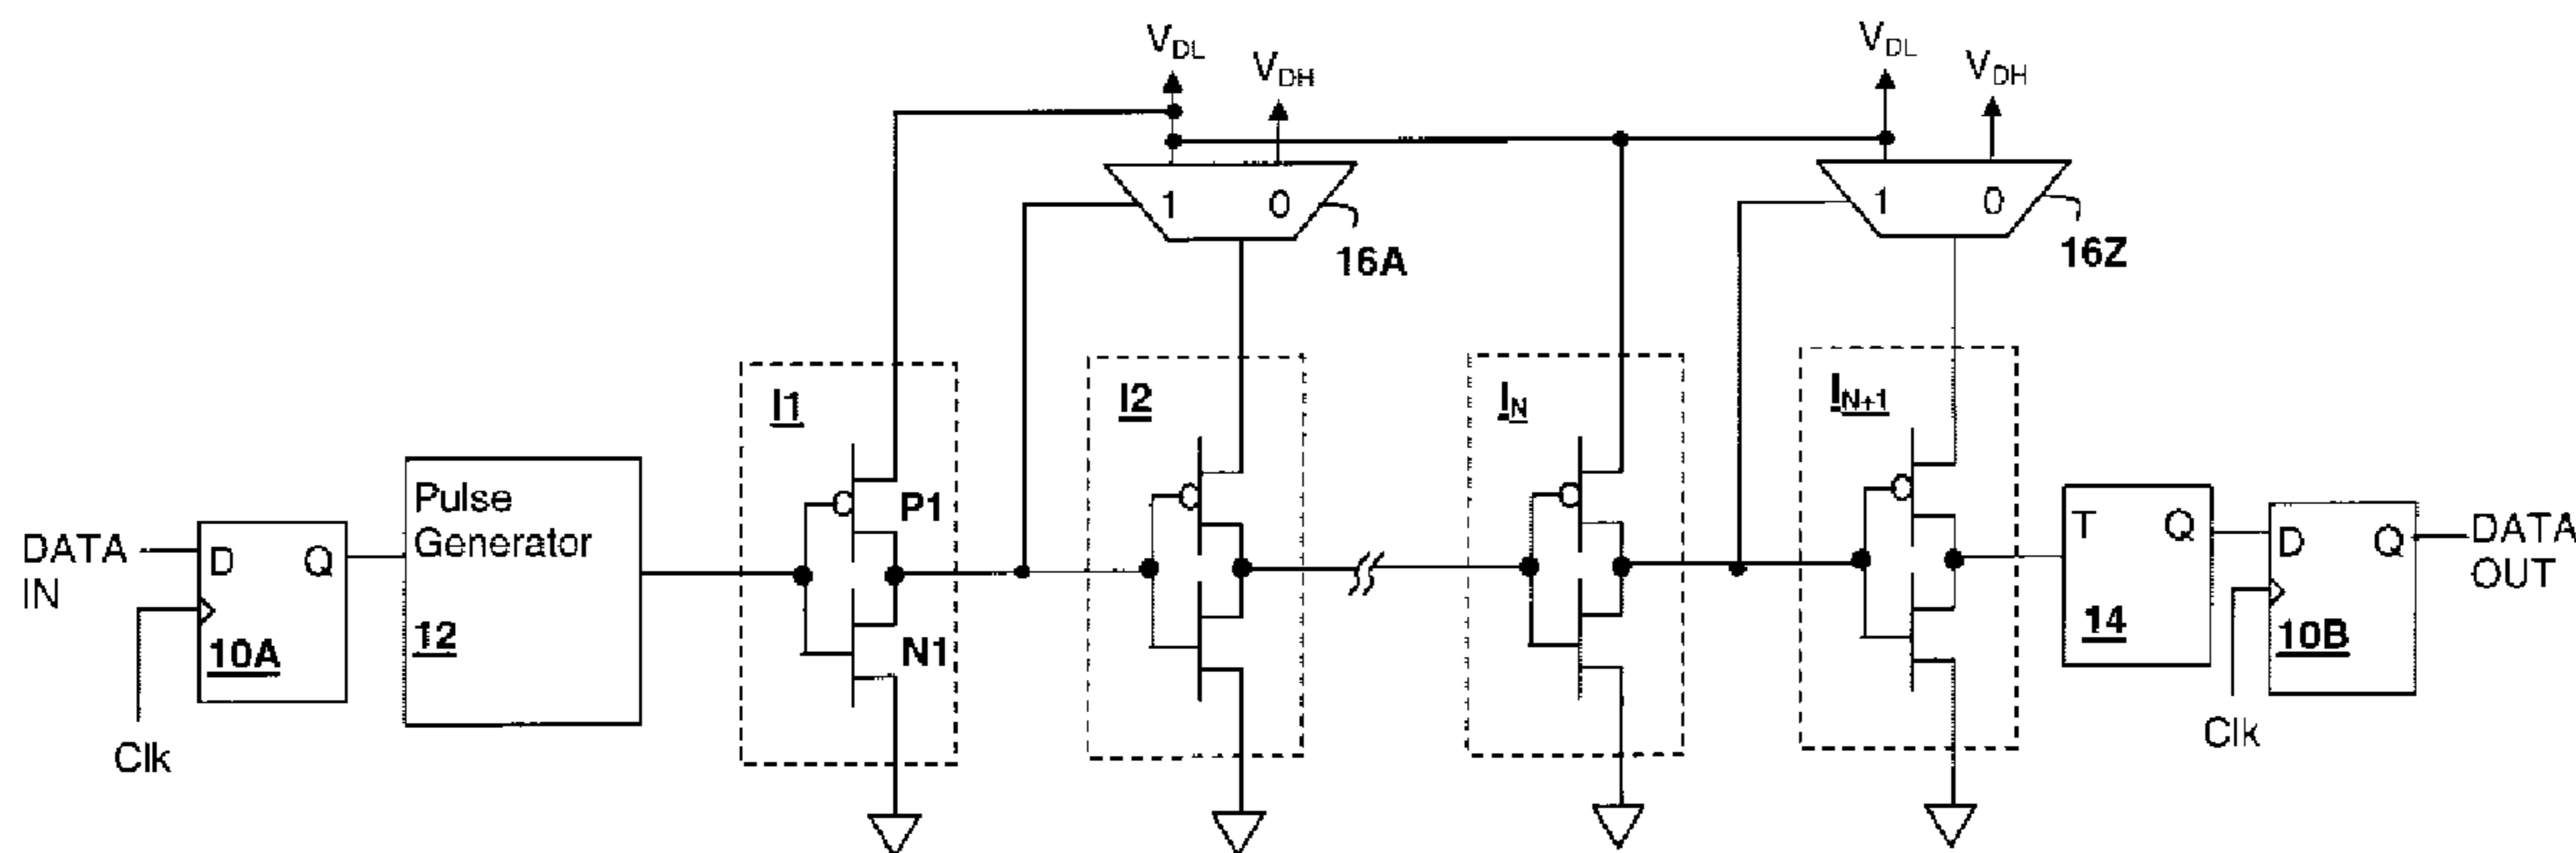 V_DL
V_DH
V_DL
V_DH
1 0
16A
1 0
16Z
I1
P1
N1
I2
I_N
I_N+1
DATA
IN
D Q
10A
Clk
Pulse
Generator
12
T Q
14
D Q
10B
Clk
DATA
OUT